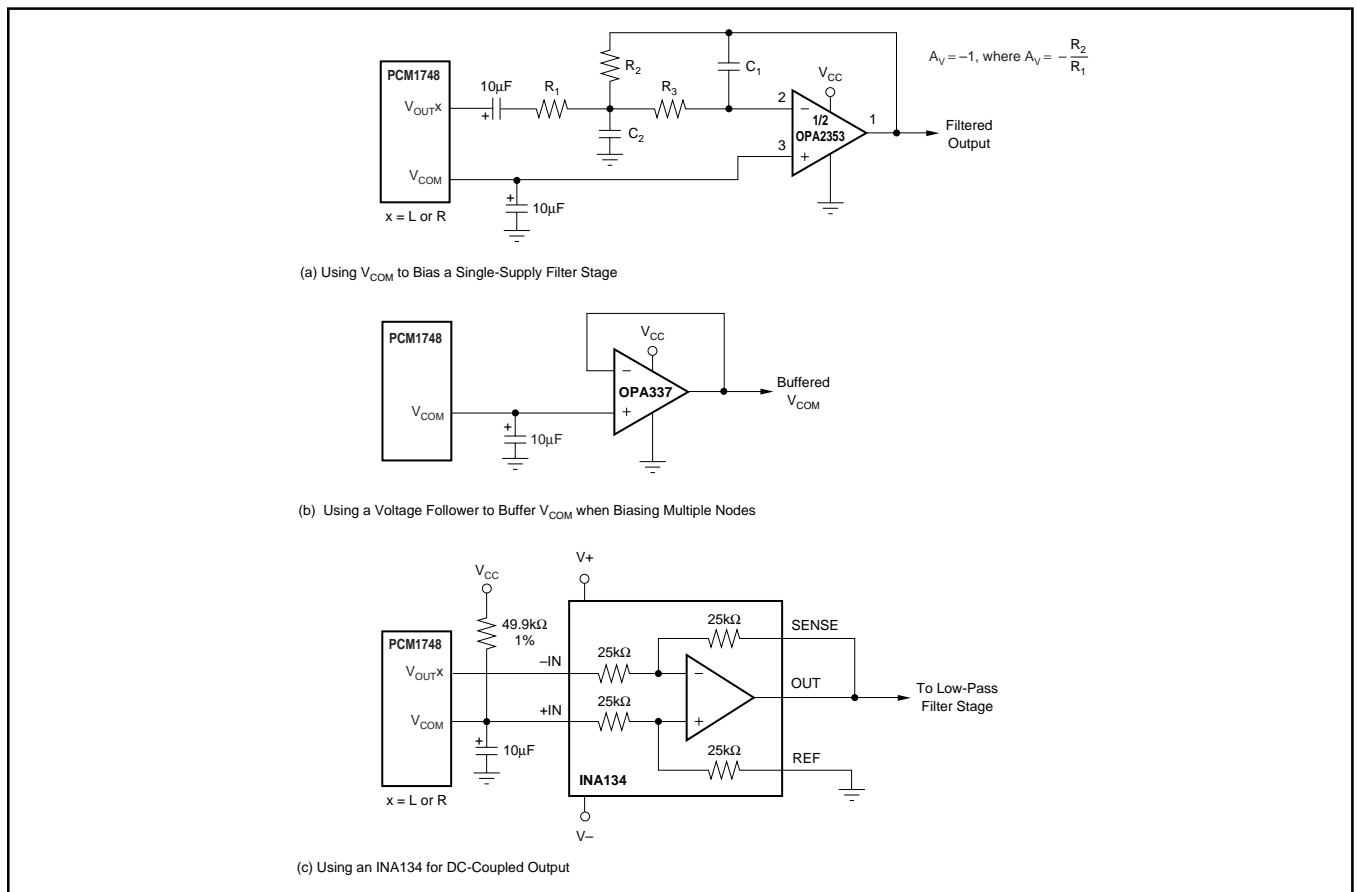 A_V = –1, where A_V = – R_2 / R_1
PCM1748
V_OUT x
V_COM
x = L or R
10µF
+
R_1
R_2
R_3
C_1
C_2
V_CC
2
–
1/2
OPA2353
3
+
1
Filtered
Output
+
10µF
(a) Using V_COM to Bias a Single-Supply Filter Stage
PCM1748
V_COM
+
10µF
V_CC
–
OPA337
+
Buffered
V_COM
(b) Using a Voltage Follower to Buffer V_COM when Biasing Multiple Nodes
PCM1748
V_OUT x
V_COM
x = L or R
V_CC
49.9kΩ
1%
+
10µF
V+
–IN
+IN
25kΩ
25kΩ
25kΩ
25kΩ
–
+
SENSE
OUT
REF
INA134
V–
To Low-Pass
Filter Stage
(c) Using an INA134 for DC-Coupled Output